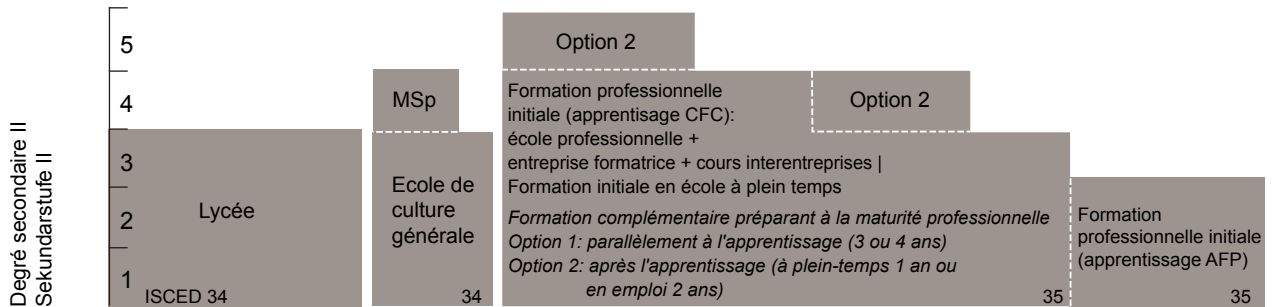 Degré secondaire II
Sekundarstufe II
5
4
3
2
1
Lycée
ISCED 34
MSp
Ecole de
culture
générale
34
Option 2
Formation professionnelle
initiale (apprentisage CFC):
école professionnelle +
entreprise formatrice + cours interentreprises |
Formation initiale en école à plein temps
Formation complémentaire préparant à la maturité professionnelle
Option 1: parallèlement à l'apprentissage (3 ou 4 ans)
Option 2: après l'apprentissage (à plein-temps 1 an ou
en emploi 2 ans)
35
Option 2
Formation
professionnelle initiale
(apprentissage AFP)
35